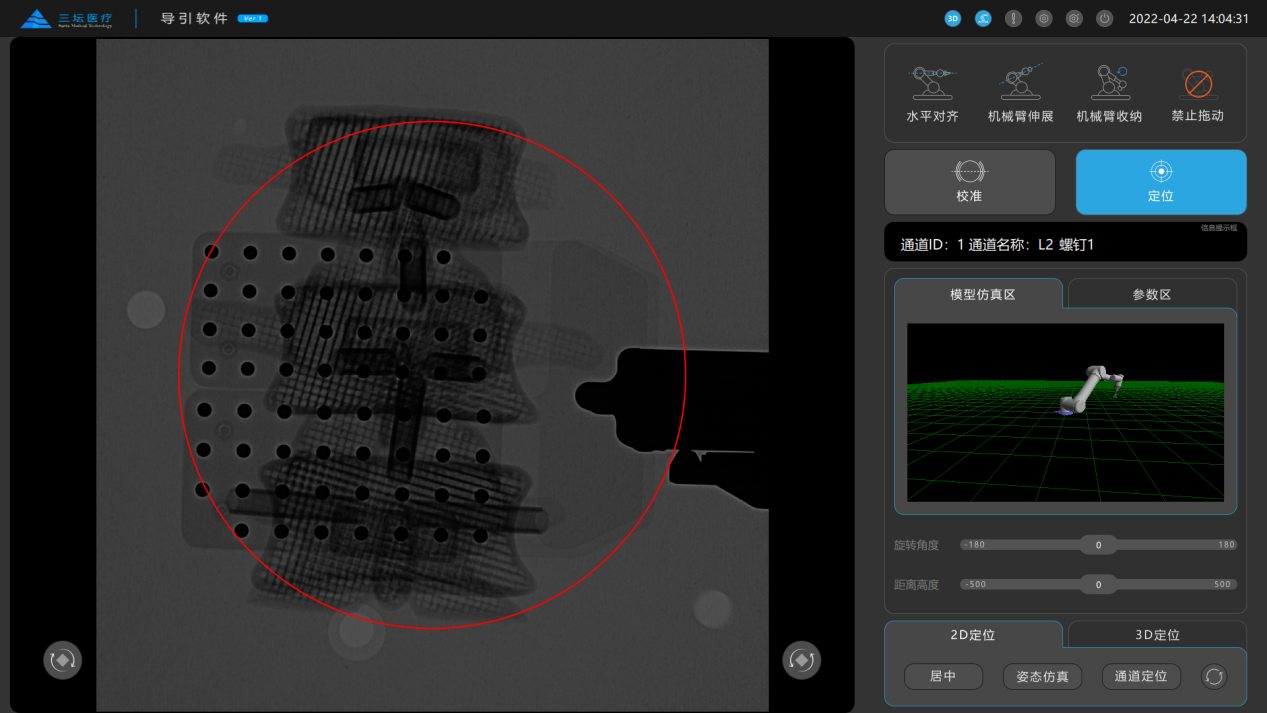 三坛医疗
导引软件
Ver 1
3D
2022-04-22 14:04:31
水平对齐
机械臂伸展
机械臂收纳
禁止拖动
校准
定位
信息提示框
通道ID：1 通道名称：L2 螺钉1
模型仿真区
参数区
旋转角度
-180
0
180
距离高度
-500
0
500
2D定位
3D定位
居中
姿态仿真
通道定位